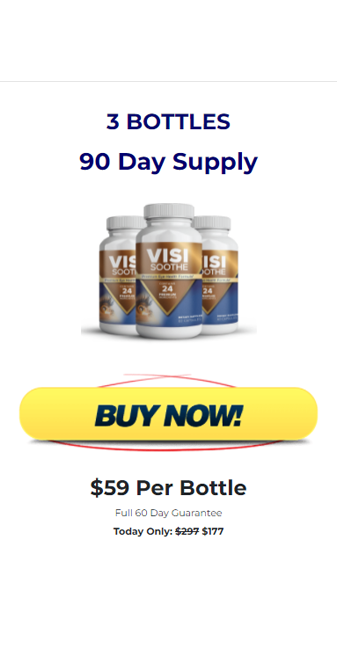 3 BOTTLES
90 Day Supply
VISI
SOOTHE
24
BUY NOW!
$59 Per Bottle
Full 60 Day Guarantee
Today Only: $297 $177